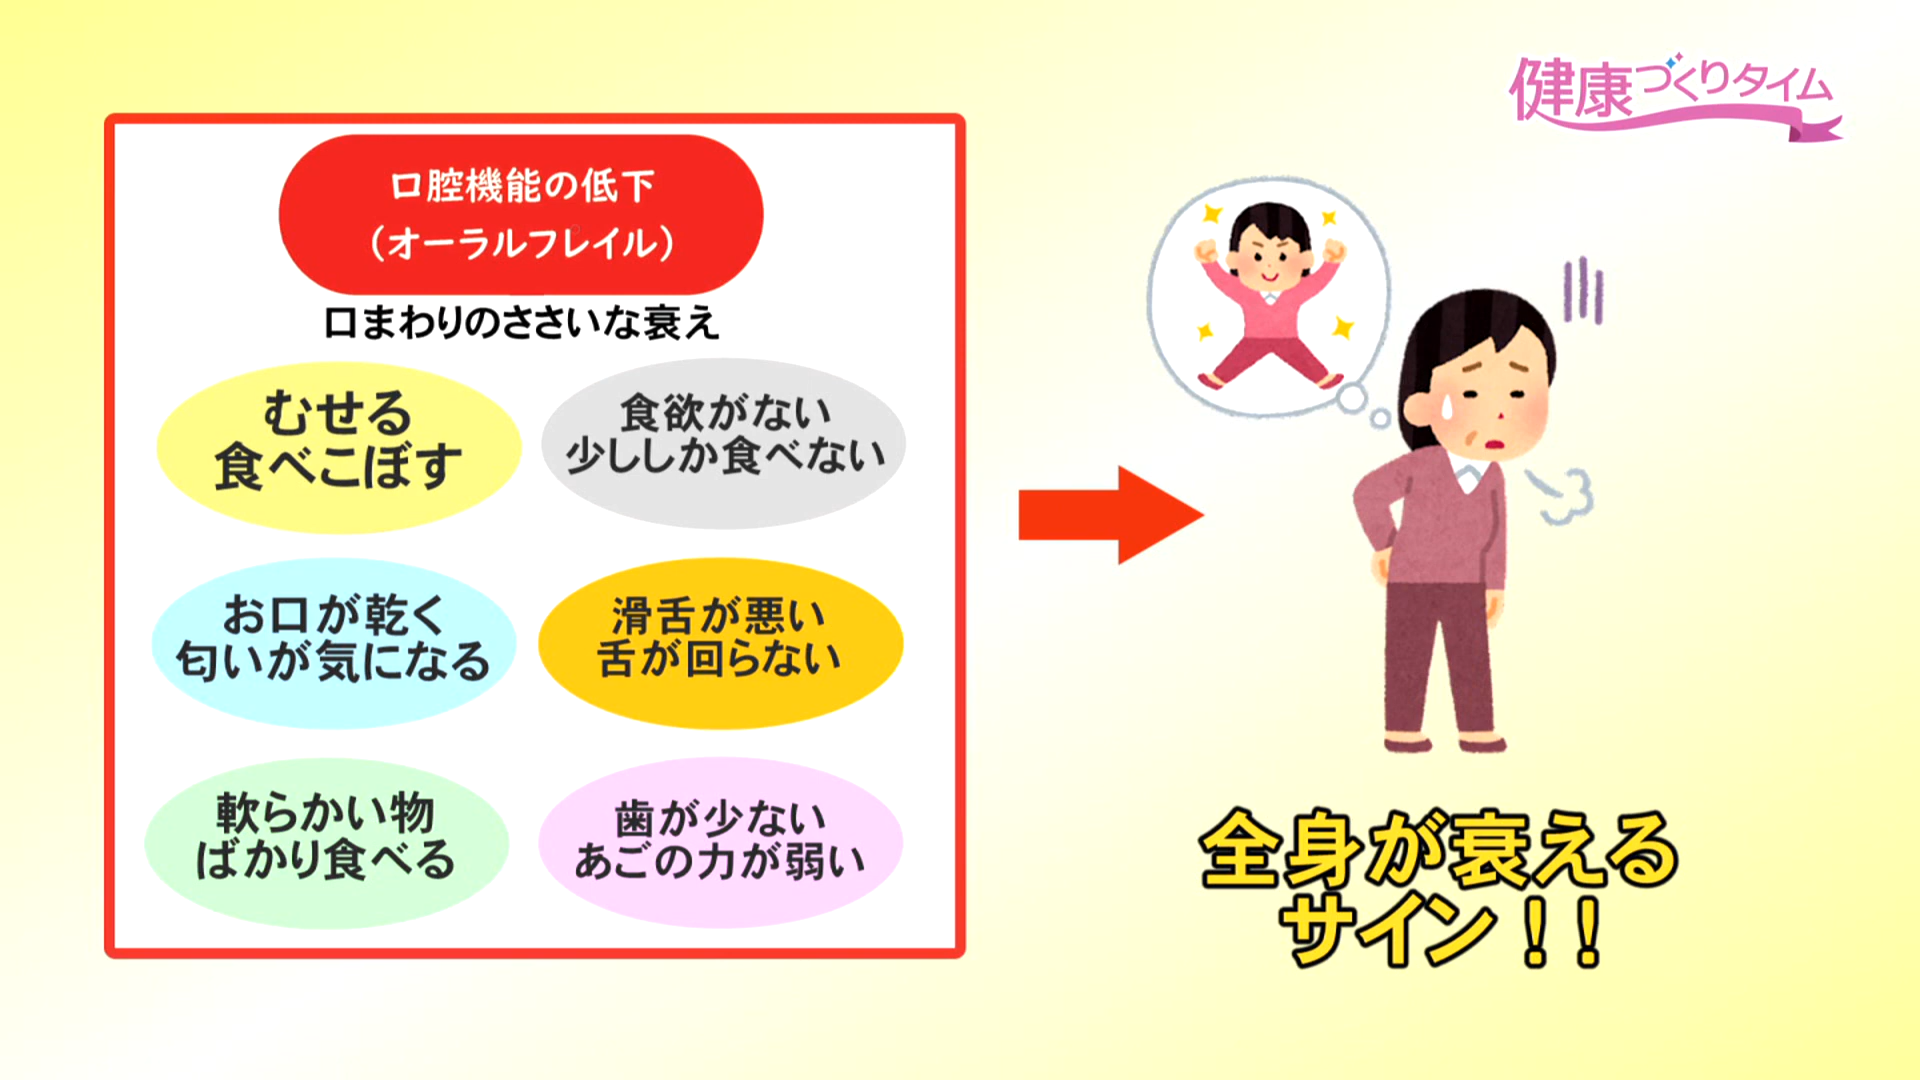 健康づくりタイム
口腔機能の低下
（オーラルフレイル）
口まわりのささいな衰え
むせる
食べこぼす
食欲がない
少ししか食べない
お口が乾く
匂いが気になる
滑舌が悪い
舌が回らない
軟らかい物
ばかり食べる
歯が少ない
あごの力が弱い
全身が衰える
サイン！！